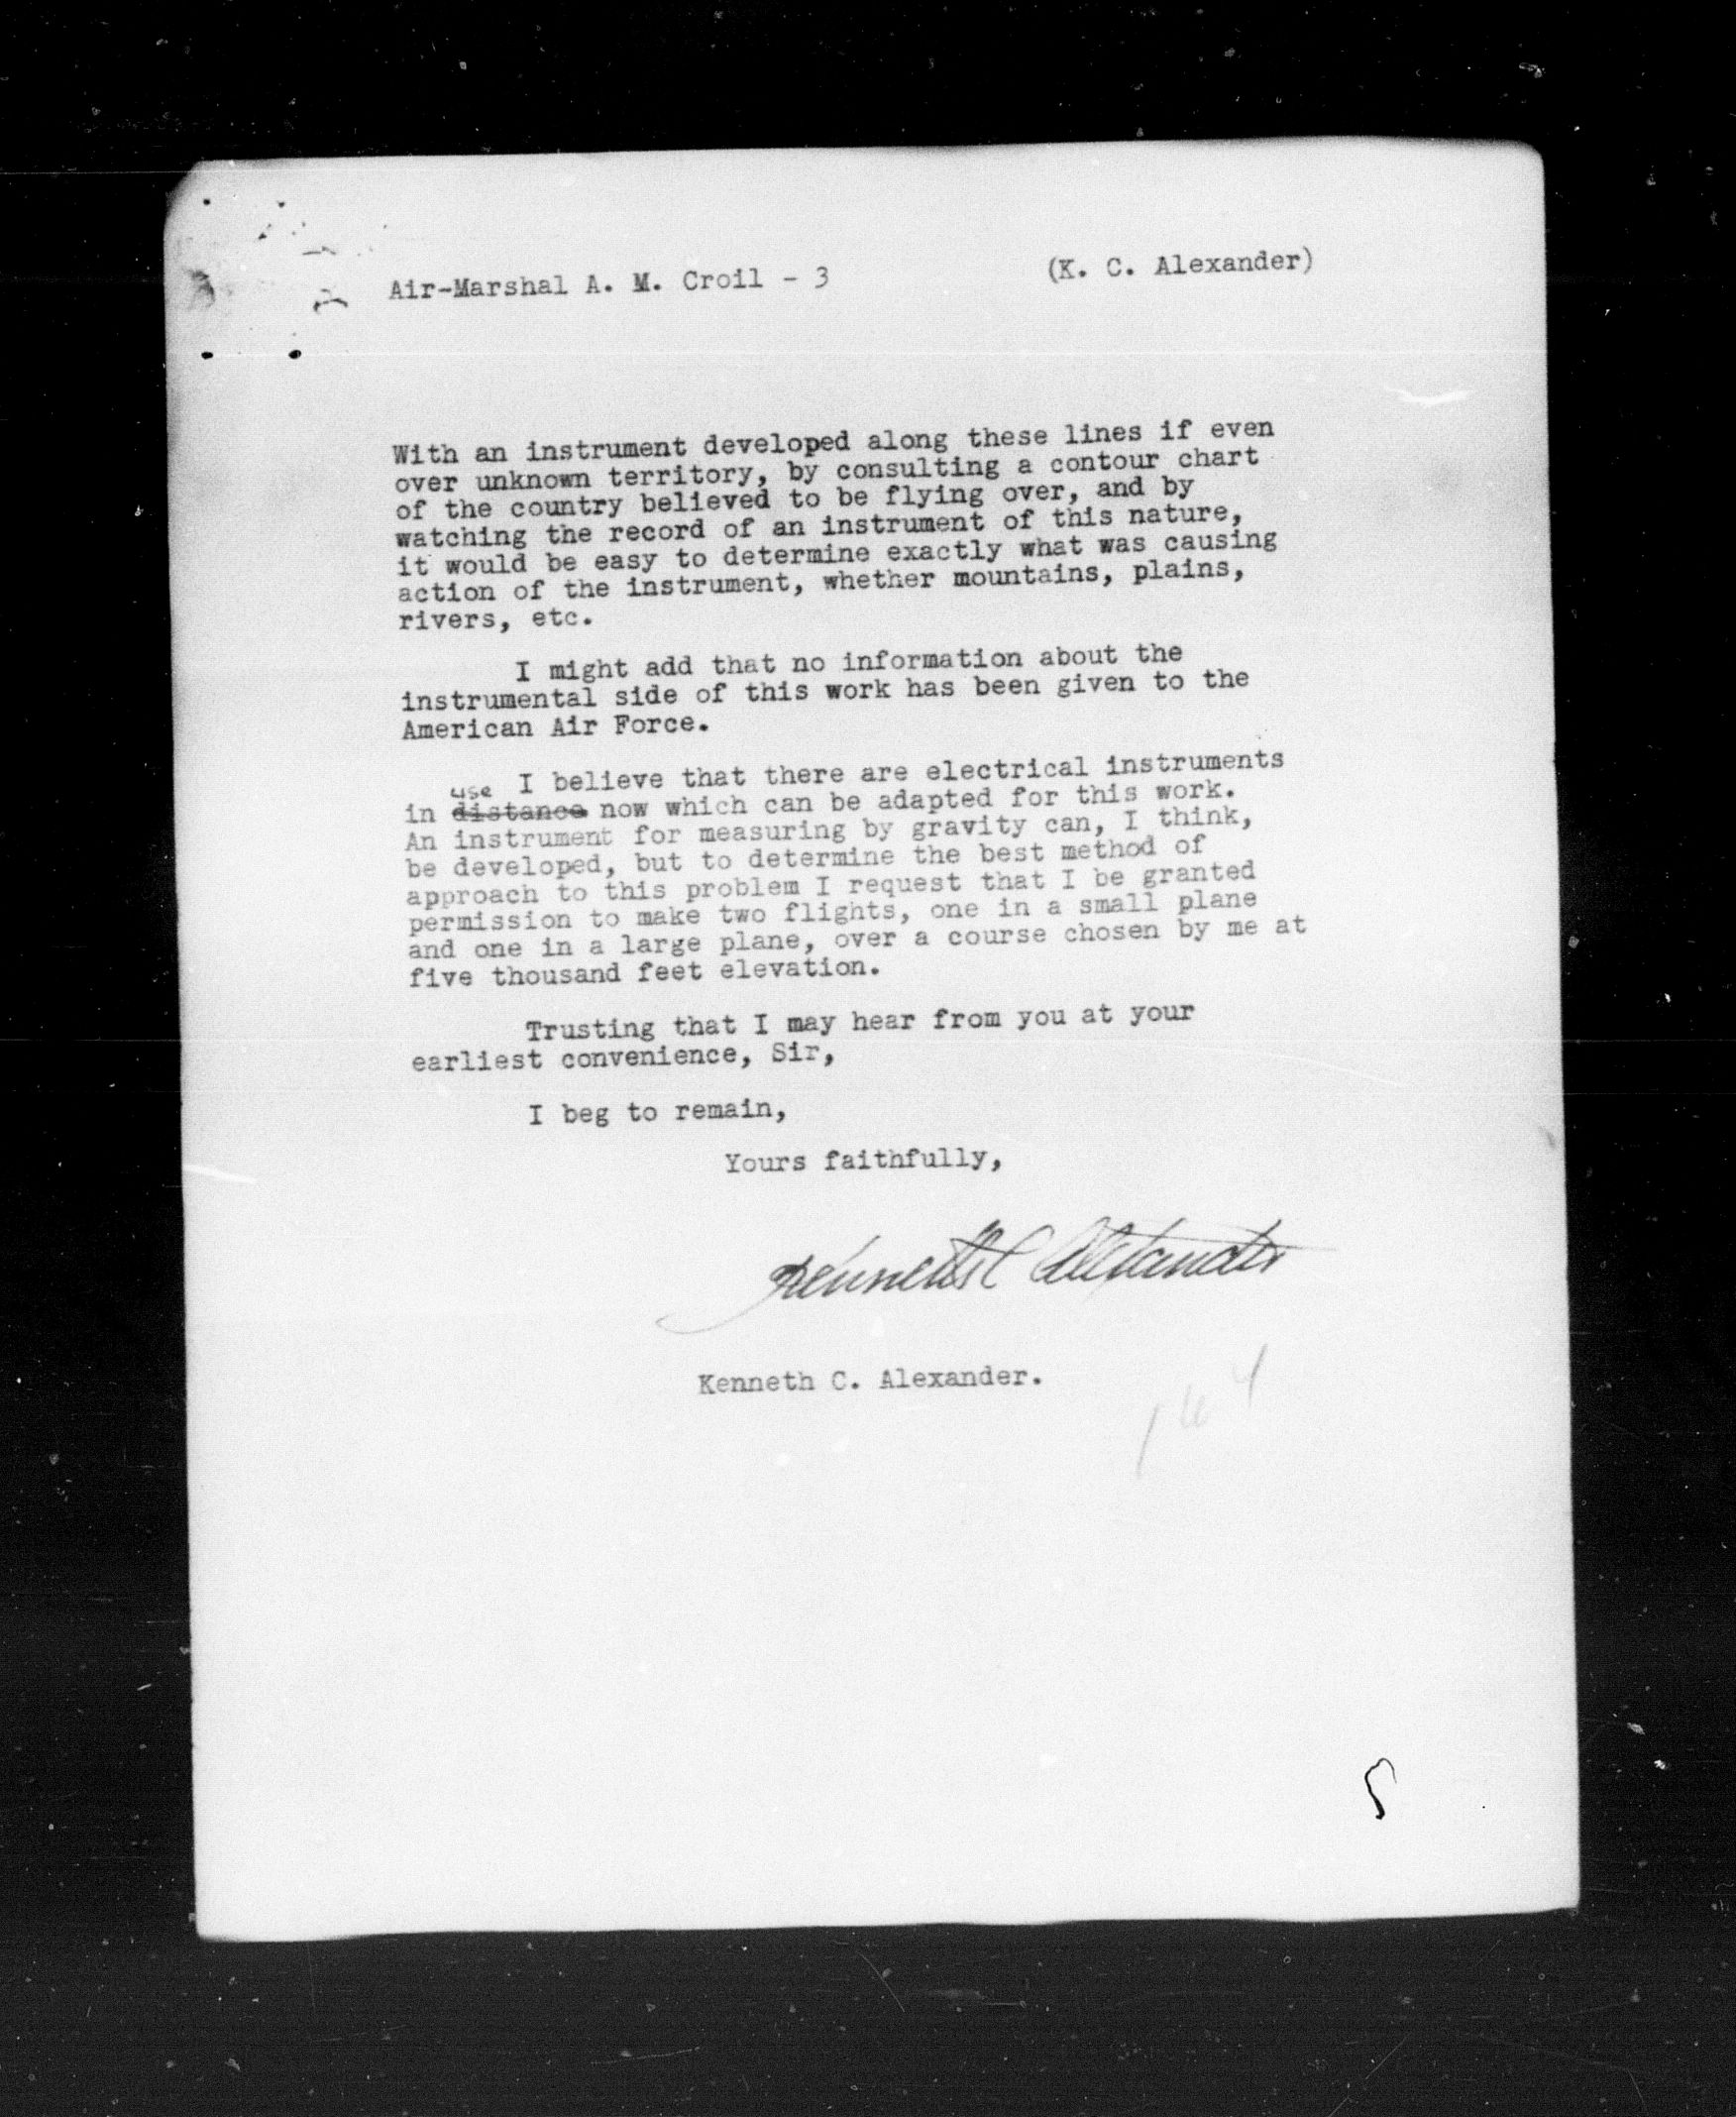 Air-Marshal A. M. Croil - 3 (K. C. Alexander)
With an instrument developed along these lines if even
over unknown territory, by consulting a contour chart
of the country believed to be flying over, and by
watching the record of an instrument of this nature,
it would be easy to determine exactly what was causing
action of the instrument, whether mountains, plains,
rivers, etc.
I might add that no information about the
instrumental side of this work has been given to the
American Air Force.
I believe that there are electrical instruments
use
in distance now which can be adapted for this work.
An instrument for measuring by gravity can, I think,
be developed, but to determine the best method of
approach to this problem I request that I be granted
permission to make two flights, one in a small plane
and one in a large plane, over a course chosen by me at
five thousand feet elevation.
Trusting that I may hear from you at your
earliest convenience, Sir,
I beg to remain,
Yours faithfully,
Kenneth C Alexander
Kenneth C. Alexander.
164